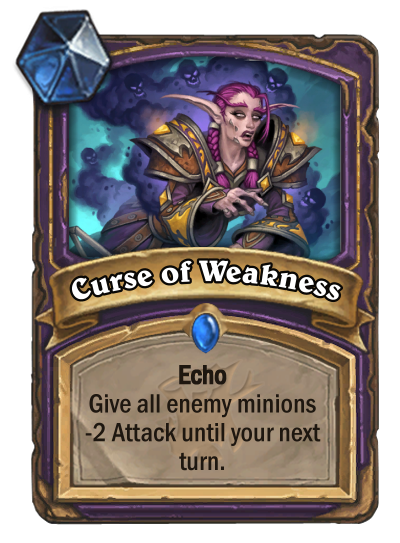 Curse of Weakness
Echo
Give all enemy minions
-2 Attack until your next
turn.